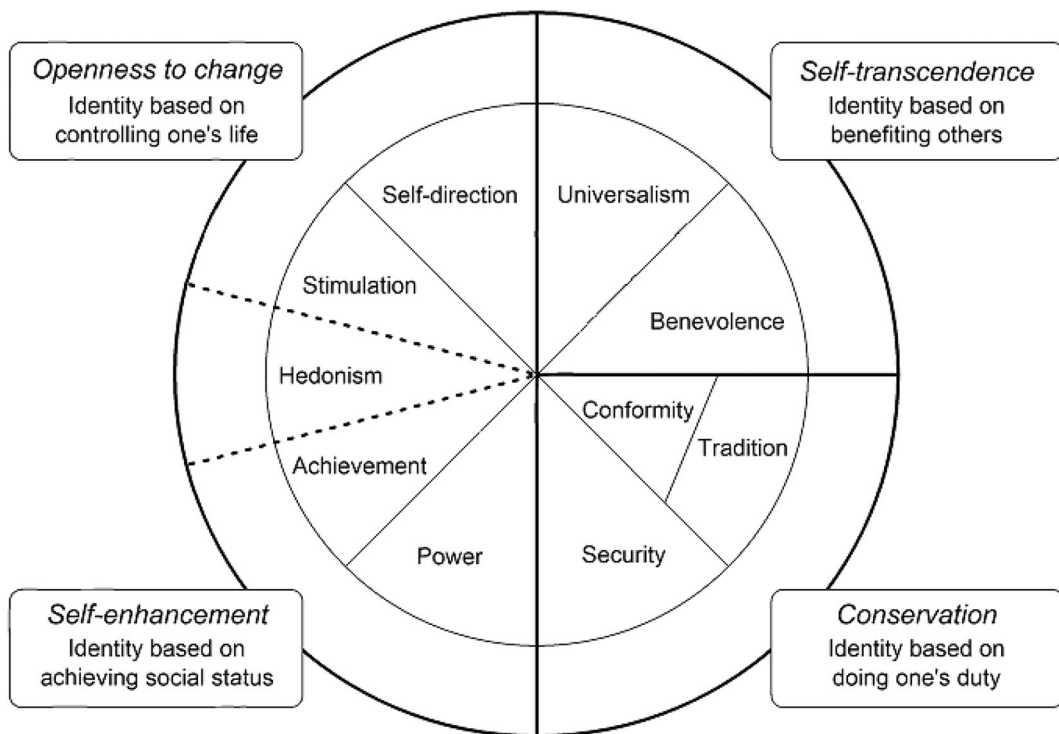 Openness to change
Identity based on
controlling one's life
Self-transcendence
Identity based on
benefiting others
Self-direction
Universalism
Stimulation
Benevolence
Hedonism
Conformity
Tradition
Achievement
Power
Security
Self-enhancement
Identity based on
achieving social status
Conservation
Identity based on
doing one's duty